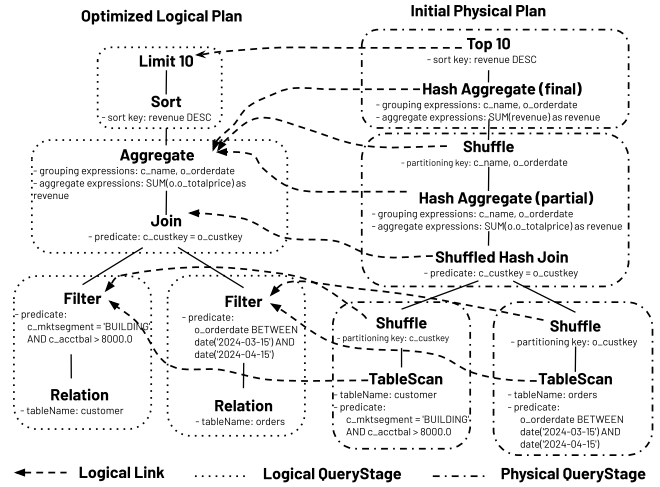 Optimized Logical Plan
Limit 10
Sort
- sort key: revenue DESC
Aggregate
- grouping expressions: c_name, o_orderdate
- aggregate expressions: SUM(o.o_totalprice) as
revenue
Join
- predicate: c_custkey = o_custkey
Filter
- predicate:
c_mktsegment = 'BUILDING'
AND c_acctbal > 8000.0
Relation
- tableName: customer
Filter
- predicate:
o_orderdate BETWEEN
date('2024-03-15') AND
date('2024-04-15')
Relation
- tableName: orders
Initial Physical Plan
Top 10
- sort key: revenue DESC
Hash Aggregate (final)
- grouping expressions: c_name, o_orderdate
- aggregate expressions: SUM(revenue) as revenue
Shuffle
- partitioning key: c_name, o_orderdate
Hash Aggregate (partial)
- grouping expressions: c_name, o_orderdate
- aggregate expressions: SUM(o.o_totalprice) as revenue
Shuffled Hash Join
- predicate: c_custkey = o_custkey
Shuffle
- partitioning key: c_custkey
TableScan
- tableName: customer
- predicate:
c_mktsegment = 'BUILDING'
AND c_acctbal > 8000.0
Shuffle
- partitioning key: o_custkey
TableScan
- tableName: orders
- predicate:
o_orderdate BETWEEN
date('2024-03-15') AND
date('2024-04-15')
Logical Link
Logical QueryStage
Physical QueryStage